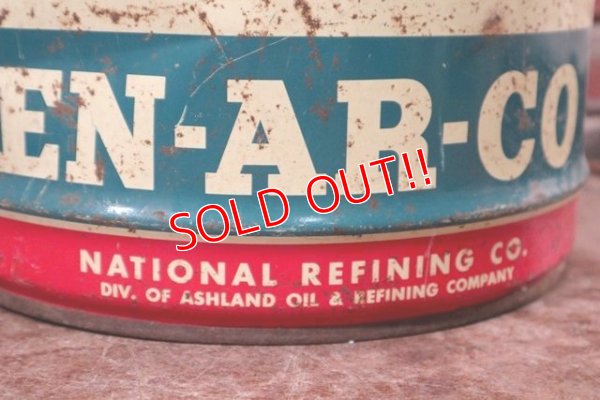 EN-AR-CO
SOLD OUT!!
NATIONAL REFINING CO.
DIV. OF ASHLAND OIL & REFINING COMPANY